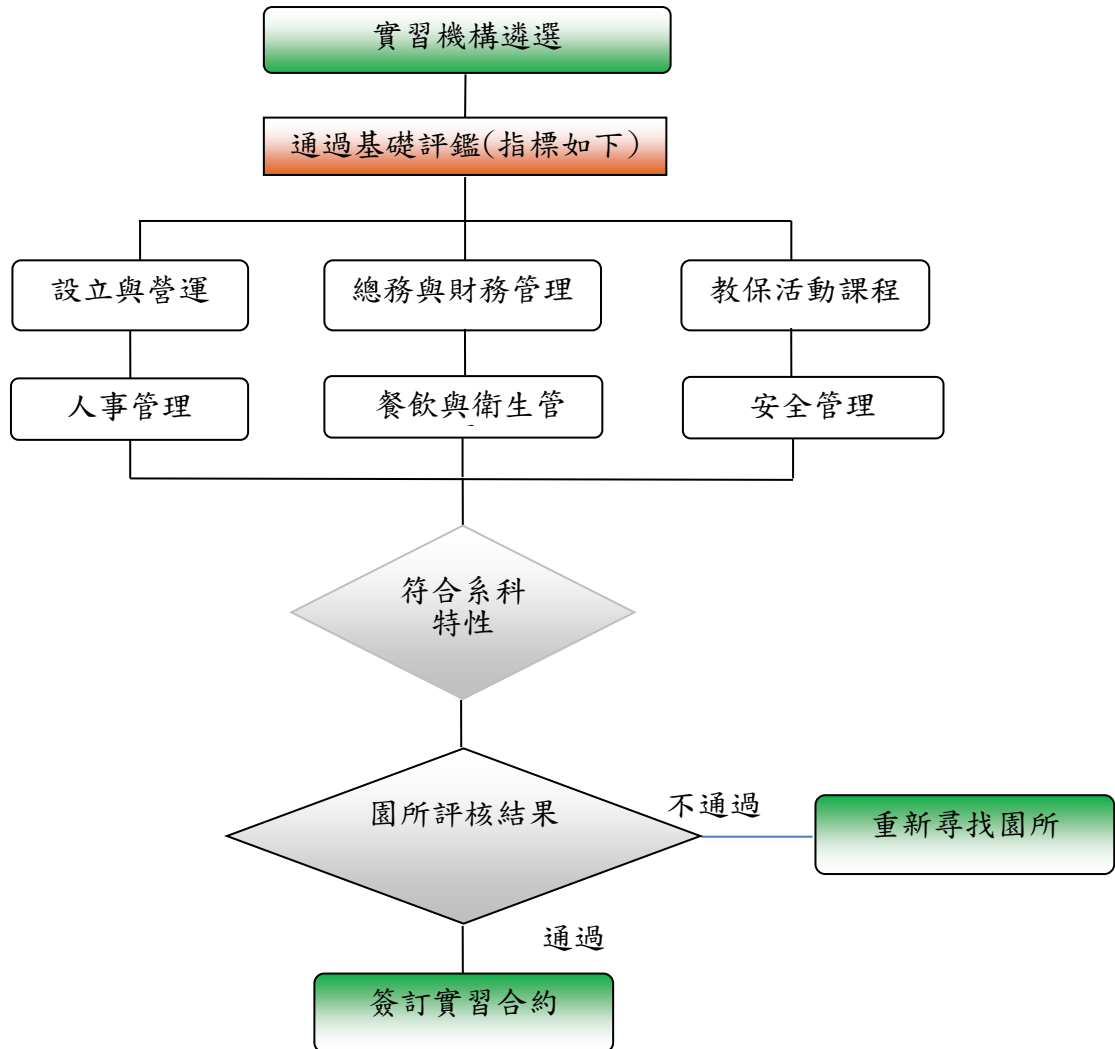 實習機構遴選
通過基礎評鑑(指標如下)
設立與營運
總務與財務管理
教保活動課程
人事管理
餐飲與衛生管
安全管理
符合系科
特性
園所評核結果
不通過
重新尋找園所
通過
簽訂實習合約